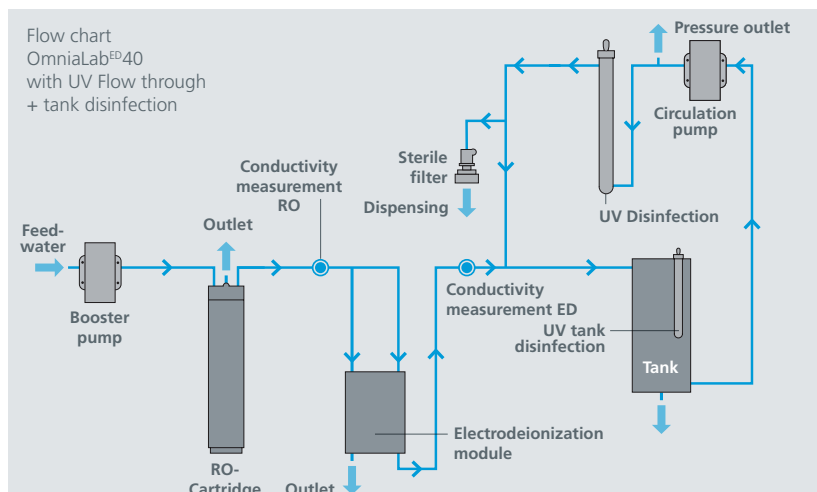 Flow chart
OmniaLabED40
with UV Flow through
+ tank disinfection
Pressure outlet
Circulation
pump
Sterile
filter
Dispensing
UV Disinfection
Conductivity
measurement
RO
Feed-
water
Outlet
Booster
pump
Conductivity
measurement ED
UV tank
disinfection
Tank
Electrodeionization
module
RO-
Cartridge
Outlet